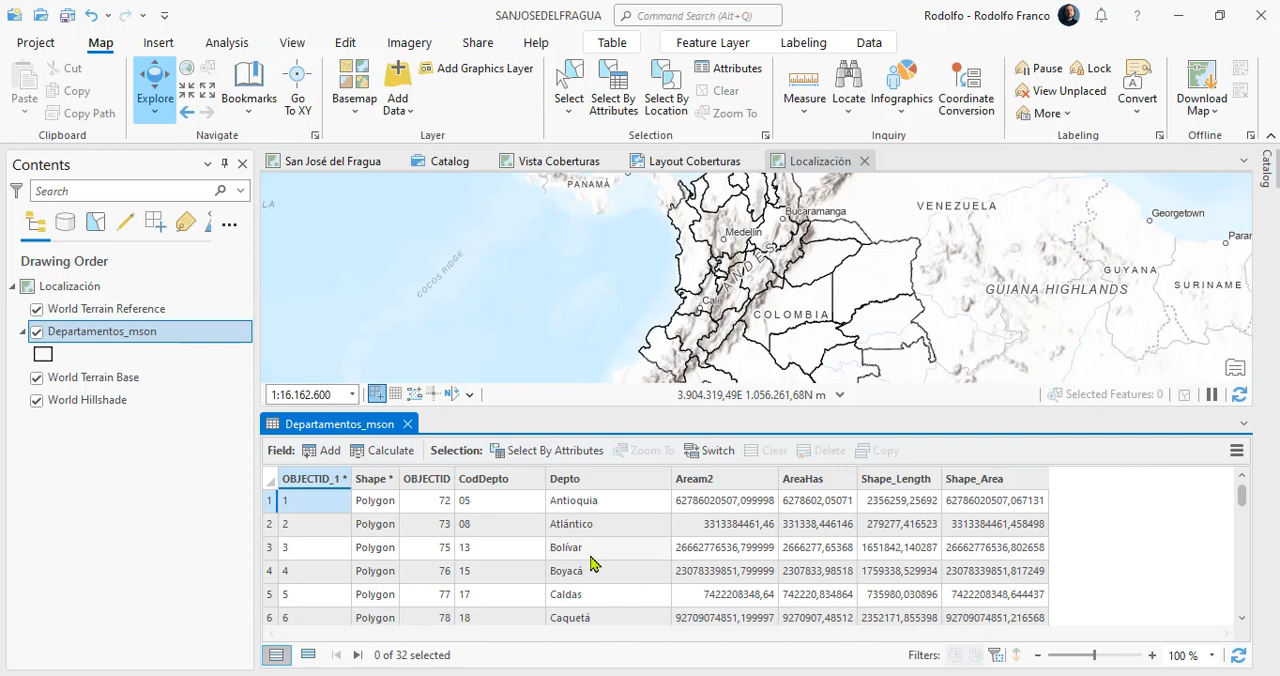 SANJOSEDELFRAGUA
Command Search (Alt+Q)
Rodolfo - Rodolfo Franco
?
Project
Map
Insert
Analysis
View
Edit
Imagery
Share
Help
Table
Feature Layer
Labeling
Data
Paste
Cut
Copy
Copy Path
Clipboard
Explore
Bookmarks
Go
To XY
Navigate
Basemap
Add
Data
Add Graphics Layer
Layer
Select
Select By
Attributes
Select By
Location
Attributes
Clear
Zoom To
Selection
Measure
Locate
Infographics
Coordinate
Conversion
Inquiry
Pause
Lock
View Unplaced
More
Convert
Labeling
Download
Map
Offline
Contents
Search
Drawing Order
Localización
World Terrain Reference
Departamentos_mson
World Terrain Base
World Hillshade
San José del Fragua
Catalog
Vista Coberturas
Layout Coberturas
Localización
Catalog
LA
PANAMÁ
COCOS RIDGE
Bucaramanga
Medellin
ANDES
Cali
COLOMBIA
VENEZUELA
Georgetown
Paran
GUYANA
GUIANA HIGHLANDS
SURINAME
1:16.162.600
3.904.319,49E 1.056.261,68N m
Selected Features: 0
Departamentos_mson
Field: Add Calculate Selection: Select By Attributes Zoom To Switch Clear Delete Copy
OBJECTID_1 * Shape * OBJECTID CodDepto Depto Aream2 AreaHas Shape_Length Shape_Area
1 1 Polygon 72 05 Antioquia 62786020507,099998 6278602,05071 2356259,25692 62786020507,067131
2 2 Polygon 73 08 Atlántico 3313384461,46 331338,446146 279277,416523 3313384461,458498
3 3 Polygon 75 13 Bolívar 26662776536,799999 2666277,65368 1651842,140287 26662776536,802658
4 4 Polygon 76 15 Boyacá 23078339851,799999 2307833,98518 1759338,529934 23078339851,817249
5 5 Polygon 77 17 Caldas 7422208348,64 742220,834864 735980,030896 7422208348,644437
6 6 Polygon 78 18 Caquetá 92709074851,199997 9270907,48512 2352171,855398 92709074851,216568
0 of 32 selected
Filters:
100 %